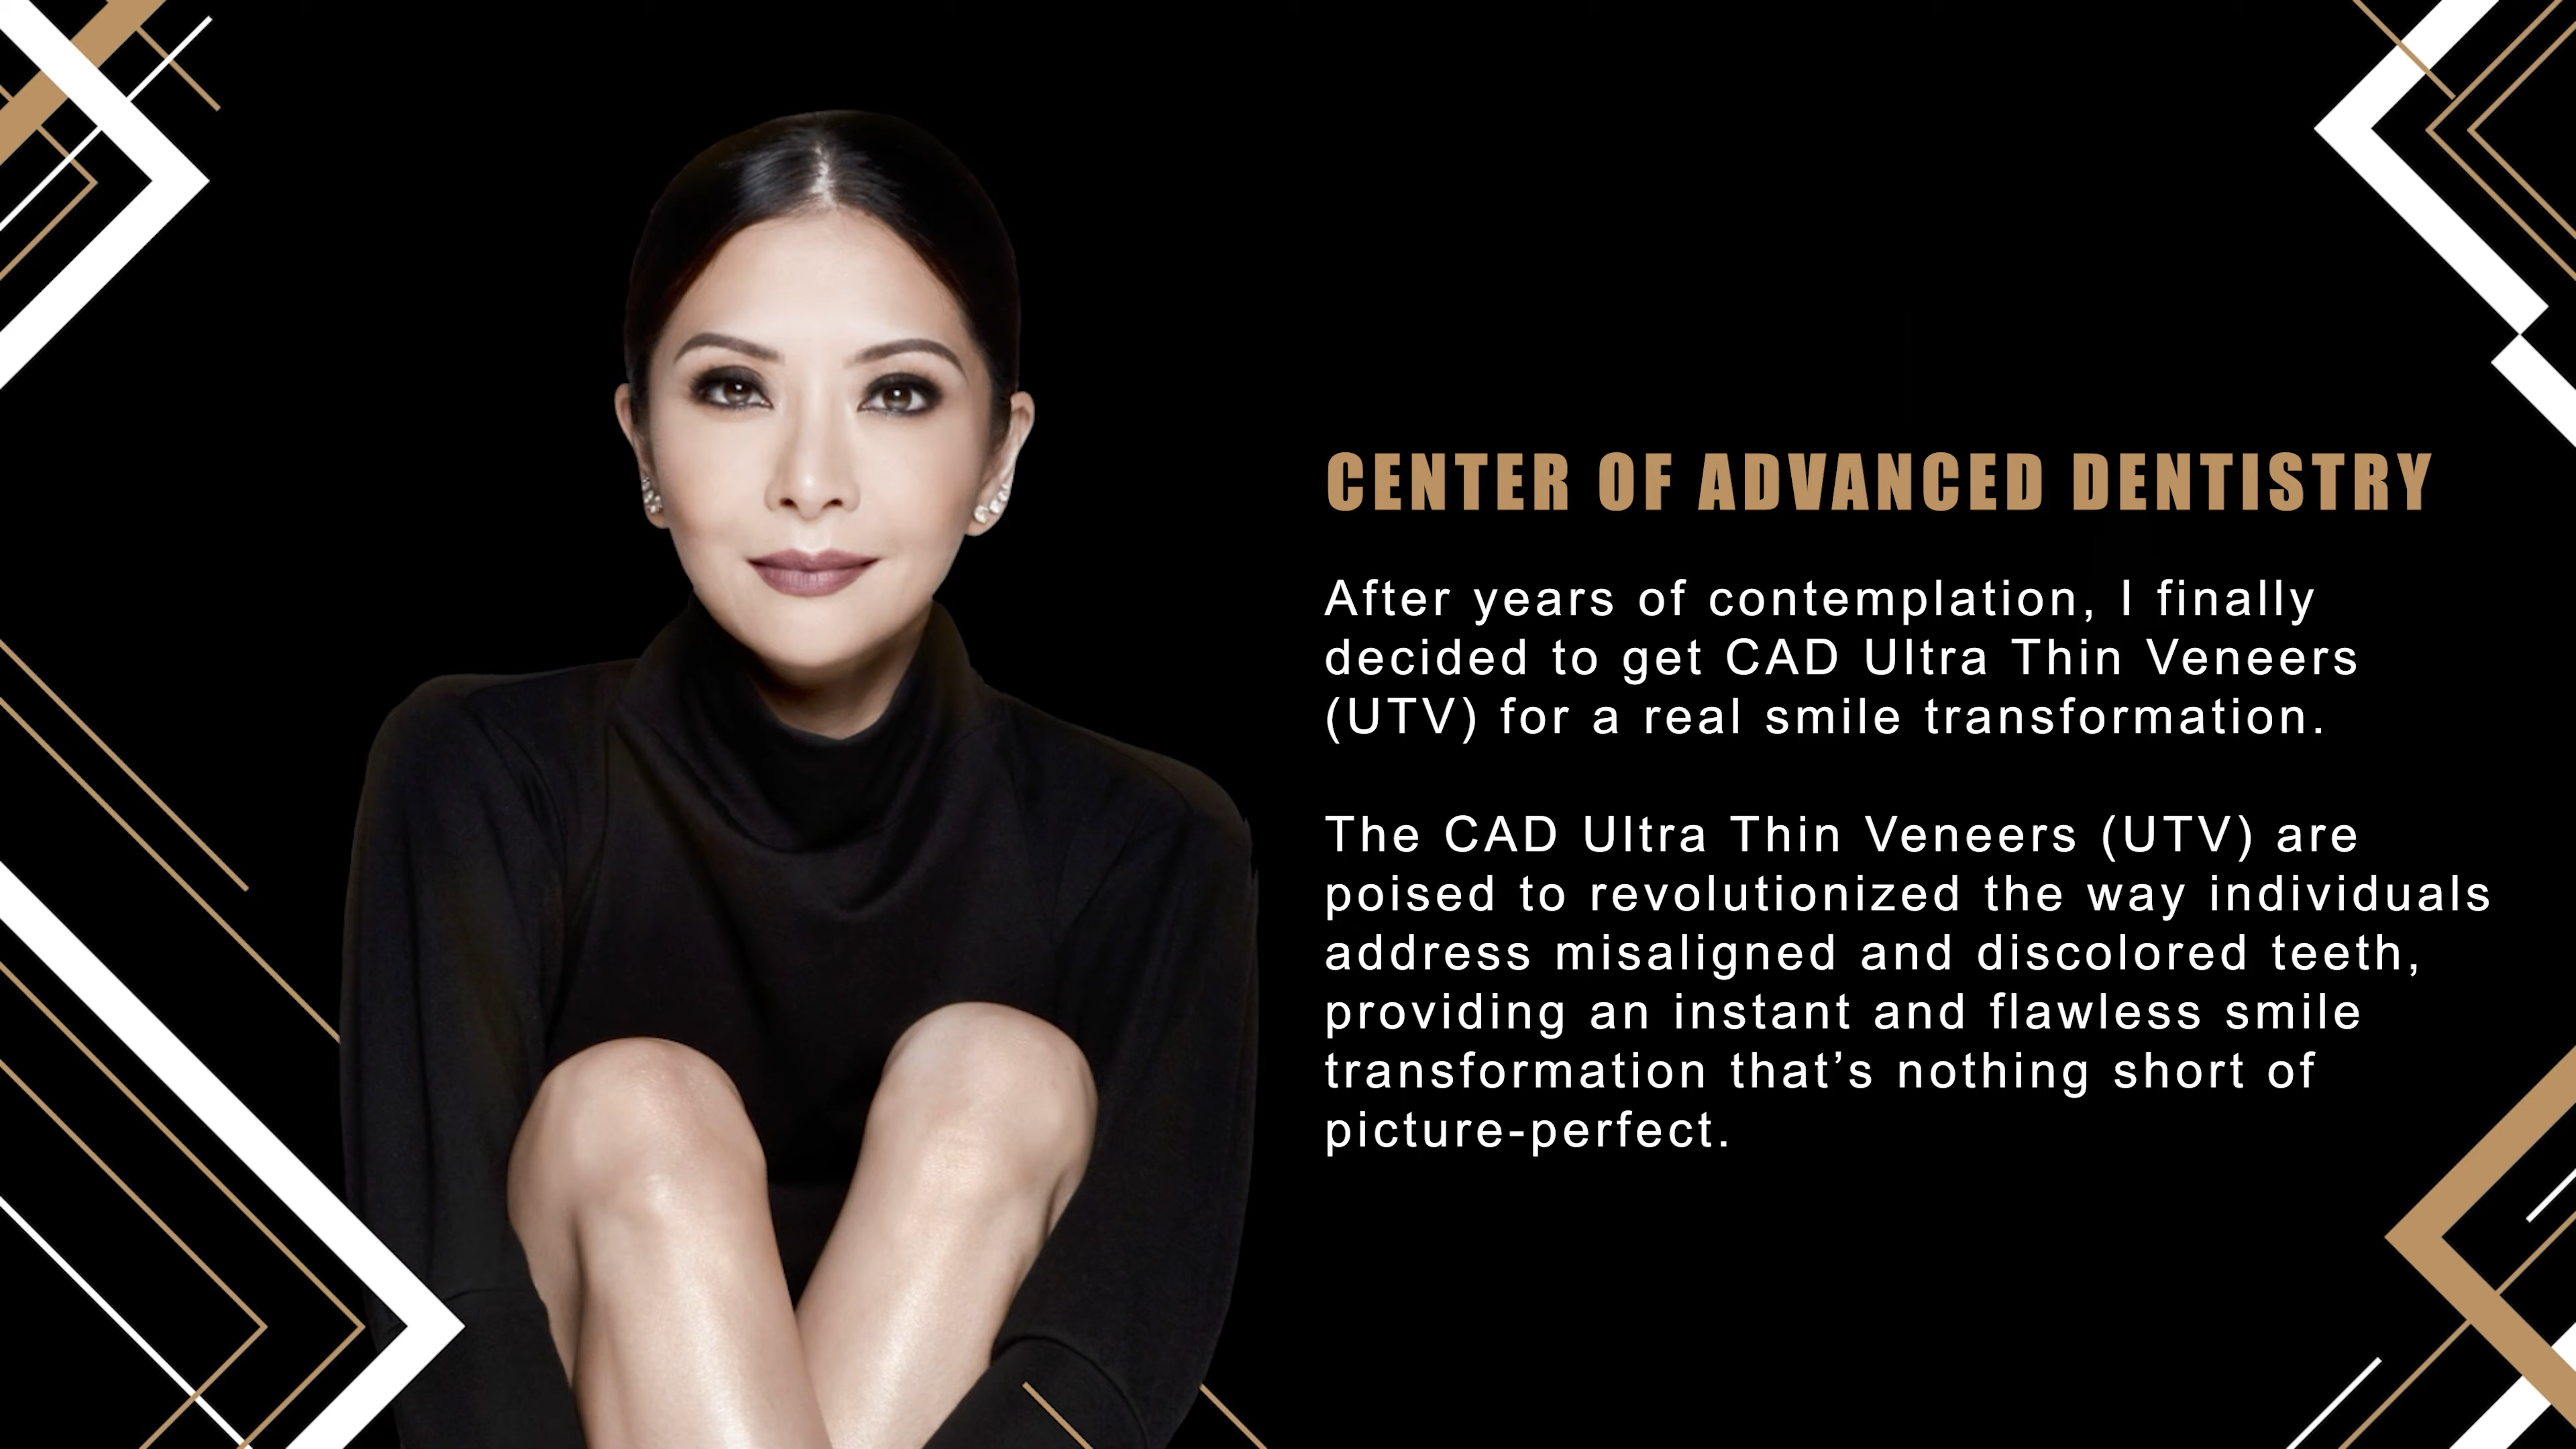 CENTER OF ADVANCED DENTISTRY
After years of contemplation, I finally
decided to get CAD Ultra Thin Veneers
(UTV) for a real smile transformation.
The CAD Ultra Thin Veneers (UTV) are
poised to revolutionized the way individuals
address misaligned and discolored teeth,
providing an instant and flawless smile
transformation that’s nothing short of
picture-perfect.